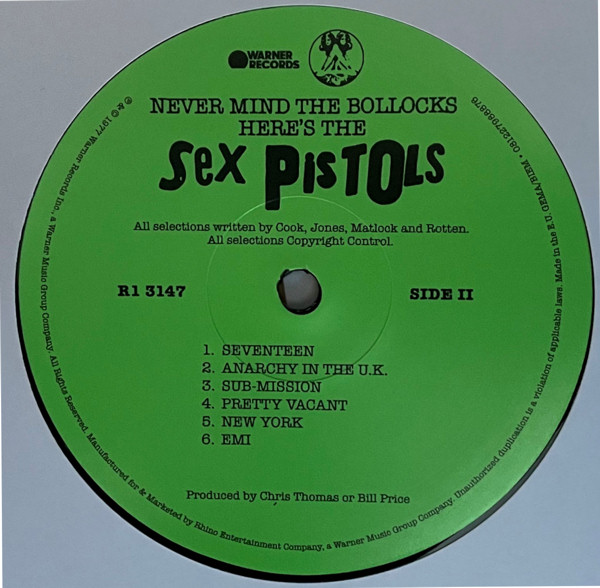 WARNER
RECORDS
NEVER MIND THE BOLLOCKS
HERE'S THE
Sex PisTOLs
All selections written by Cook, Jones, Matlock and Rotten.
All selections Copyright Control.
R1 3147
SIDE II
1. SEVENTEEN
2. ANARCHY IN THE U.K.
3. SUB-MISSION
4. PRETTY VACANT
5. NEW YORK
6. EMI
Produced by Chris Thomas or Bill Price
℗ & © 1977 Warner Records Inc., a Warner Music Group Company. All Rights Reserved. Manufactured for & Marketed by Rhino Entertainment Company, a Warner Music Group Company. Unauthorized duplication is a violation of applicable laws. Made in the E.U. GEMA/BIEM • 081227988876